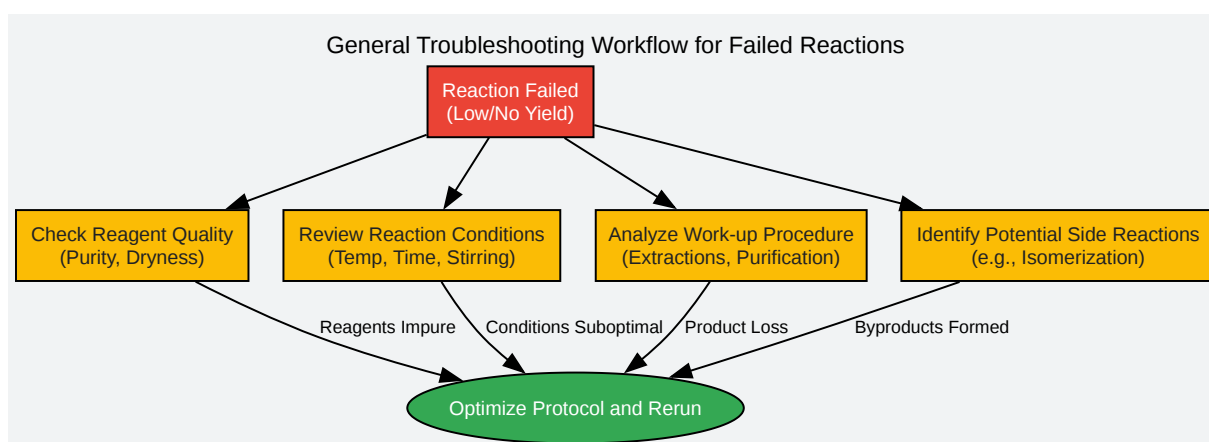 General Troubleshooting Workflow for Failed Reactions
Reaction Failed
(Low/No Yield)
Check Reagent Quality
(Purity, Dryness)
Review Reaction Conditions
(Temp, Time, Stirring)
Analyze Work-up Procedure
(Extractions, Purification)
Identify Potential Side Reactions
(e.g., Isomerization)
Reagents Impure
Conditions Suboptimal
Product Loss
Byproducts Formed
Optimize Protocol and Rerun